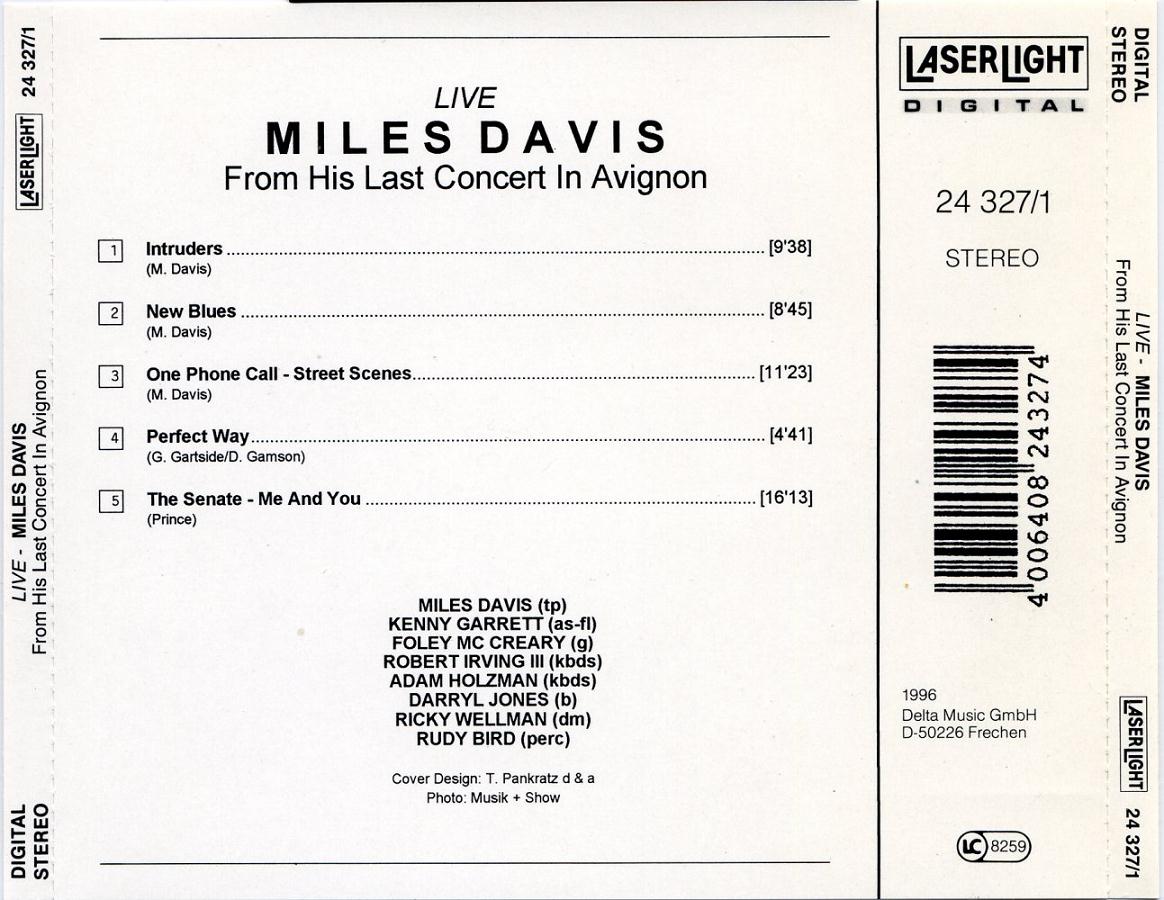 24 327/1
LASERLIGHT
LIVE - MILES DAVIS
From His Last Concert In Avignon
DIGITAL
STEREO
LIVE
MILES DAVIS
From His Last Concert In Avignon
1 Intruders [9'38]
(M. Davis)
2 New Blues [8'45]
(M. Davis)
3 One Phone Call - Street Scenes [11'23]
(M. Davis)
4 Perfect Way [4'41]
(G. Gartside/D. Gamson)
5 The Senate - Me And You [16'13]
(Prince)
MILES DAVIS (tp)
KENNY GARRETT (as-fl)
FOLEY MC CREARY (g)
ROBERT IRVING III (kbds)
ADAM HOLZMAN (kbds)
DARRYL JONES (b)
RICKY WELLMAN (dm)
RUDY BIRD (perc)
Cover Design: T. Pankratz d & a
Photo: Musik + Show
LASERLIGHT
DIGITAL
24 327/1
STEREO
4 006408 243274
1996
Delta Music GmbH
D-50226 Frechen
LC 8259
DIGITAL
STEREO
LIVE - MILES DAVIS
From His Last Concert In Avignon
LASERLIGHT
24 327/1